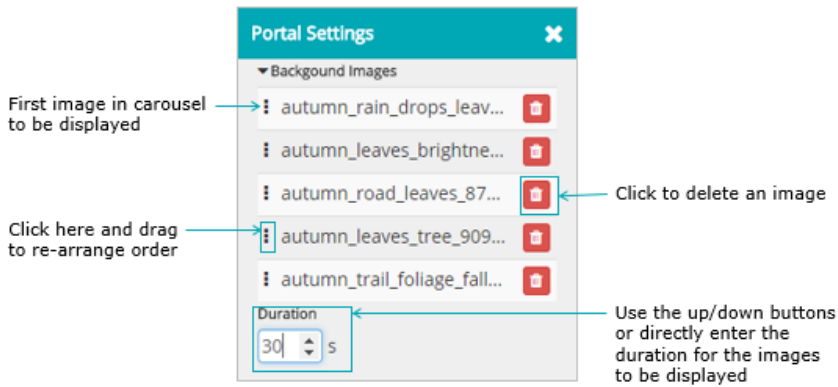 Portal Settings
Backgound Images
First image in carousel
to be displayed
autumn_rain_drops_leav...
autumn_leaves_brightne...
autumn_road_leaves_87...
Click to delete an image
Click here and drag
to re-arrange order
autumn_leaves_tree_909...
autumn_trail_foliage_fall...
Duration
30 s
Use the up/down buttons
or directly enter the
duration for the images
to be displayed